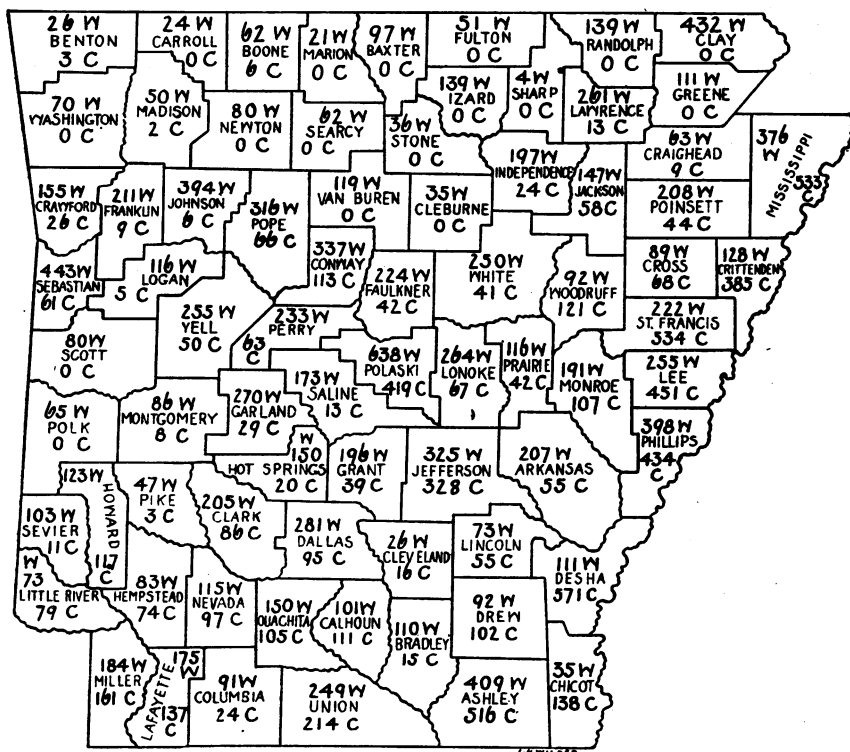 26 W
BENTON
3 C
24 W
CARROLL
0 C
62 W
BOONE
6 C
21 W
MARION
0 C
97 W
BAXTER
0 C
51 W
FULTON
0 C
139 W
RANDOLPH
0 C
432 W
CLAY
0 C
70 W
WASHINGTON
0 C
50 W
MADISON
2 C
80 W
NEWTON
0 C
62 W
SEARCY
0 C
36 W
STONE
0 C
139 W
IZARD
0 C
4 W
SHARP
0 C
261 W
LAWRENCE
13 C
111 W
GREENE
0 C
197 W
INDEPENDENCE
24 C
147 W
JACKSON
58 C
63 W
CRAIGHEAD
9 C
376
W
MISSISSIPPI
533
C
208 W
POINSETT
44 C
155 W
CRAWFORD
26 C
211 W
FRANKLIN
9 C
394 W
JOHNSON
6 C
316 W
POPE
66 C
119 W
VAN BUREN
0 C
35 W
CLEBURNE
0 C
443 W
SEBASTIAN
61 C
116 W
LOGAN
5 C
255 W
YELL
50 C
337 W
CONWAY
113 C
224 W
FAULKNER
42 C
250 W
WHITE
41 C
92 W
WOODRUFF
121 C
89 W
CROSS
68 C
128 W
CRITTENDEN
385 C
222 W
ST. FRANCIS
534 C
80 W
SCOTT
0 C
233 W
PERRY
63
C
638 W
POLASKI
419 C
264 W
LONOKE
67 C
116 W
PRAIRIE
42 C
191 W
MONROE
107 C
255 W
LEE
451 C
65 W
POLK
0 C
86 W
MONTGOMERY
8 C
270 W
GARLAND
29 C
173 W
SALINE
13 C
398 W
PHILLIPS
434
C
W
150
HOT SPRINGS
20 C
196 W
GRANT
39 C
325 W
JEFFERSON
328 C
207 W
ARKANSAS
55 C
123 W
HOWARD
117
C
47 W
PIKE
3 C
205 W
CLARK
86 C
281 W
DALLAS
95 C
26 W
CLEVELAND
16 C
73 W
LINCOLN
55 C
111 W
DESHA
571 C
103 W
SEVIER
11 C
W
73
LITTLE RIVER
79 C
83 W
HEMPSTEAD
74 C
115 W
NEVADA
97 C
150 W
OUACHITA
105 C
101 W
CALHOUN
111 C
110 W
BRADLEY
15 C
92 W
DREW
102 C
184 W
MILLER
161 C
175
W
LAFAYETTE
137
C
91 W
COLUMBIA
24 C
249 W
UNION
214 C
409 W
ASHLEY
516 C
35 W
CHICOT
138 C